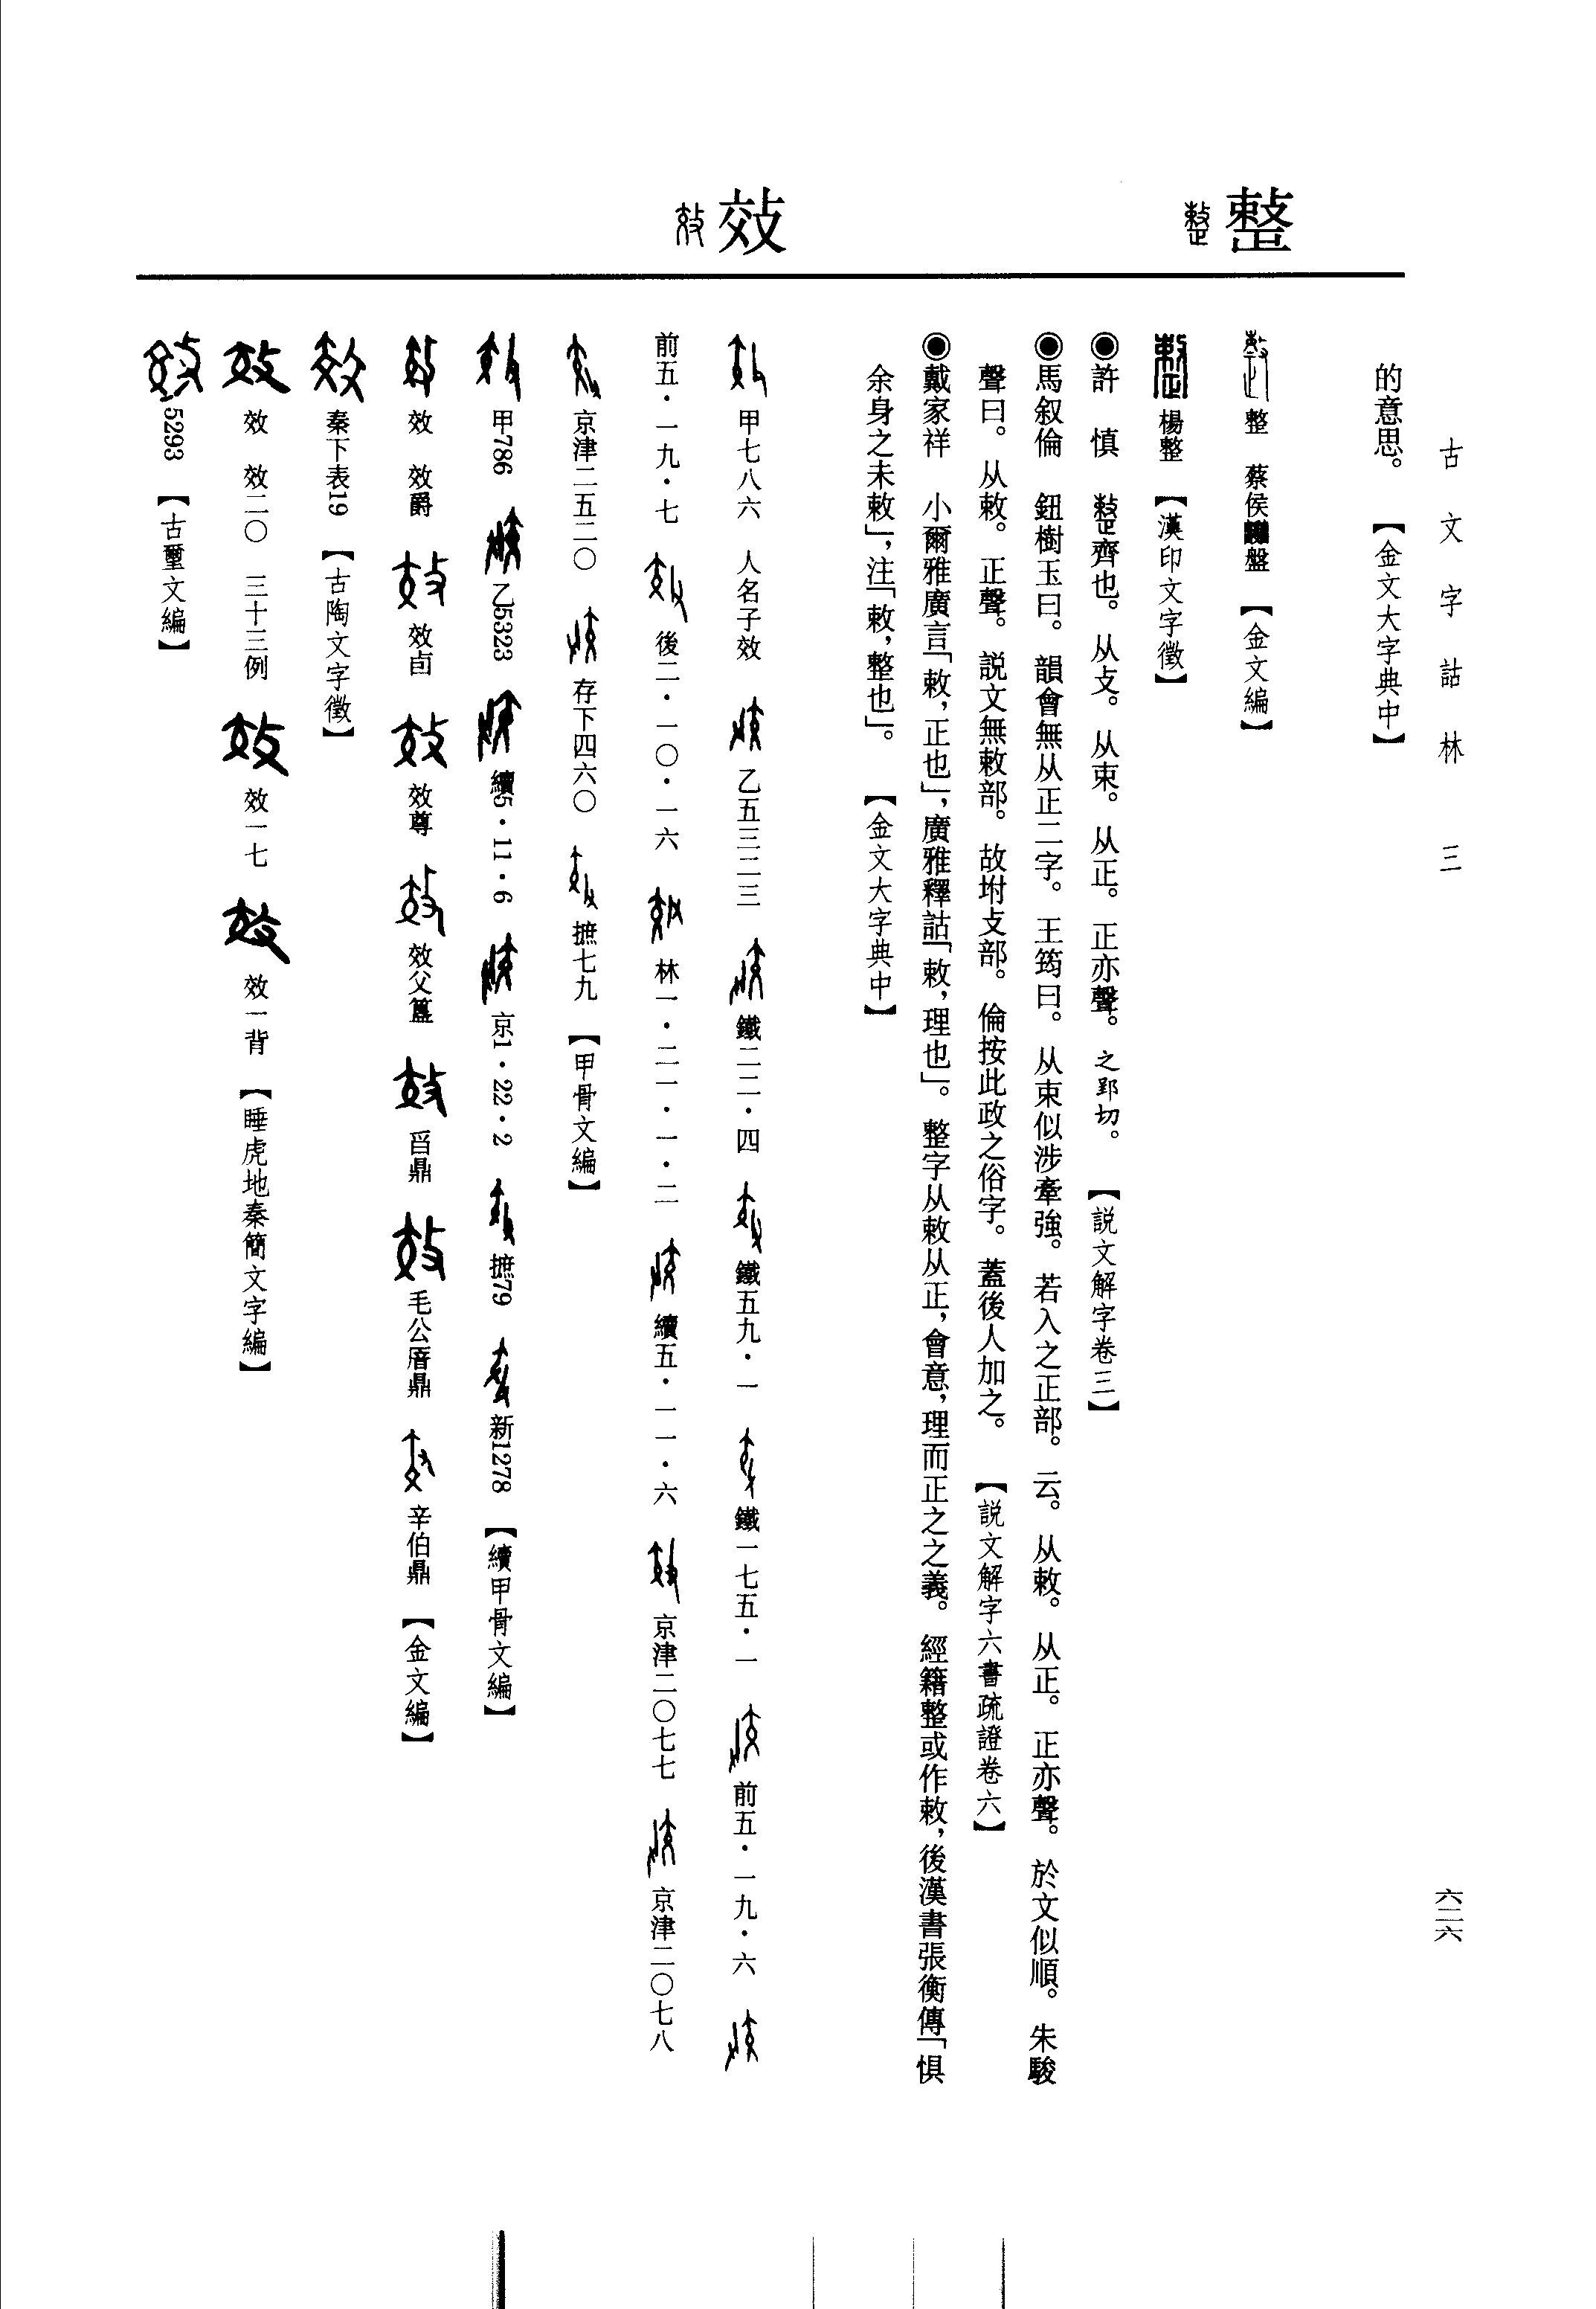 古文字詁林 三
六二六
整
效
的意思。 【金文大字典中】
整 蔡侯盤 【金文編】
楊整 【漢印文字徵】
◉許 慎 整齊也。从攴。从束。从正。正亦聲。之郢切。 【説文解字卷三】
◉馬叙倫 鈕樹玉曰。韻會無从正二字。王筠曰。从束似涉牽強。若入之正部。云。从敕。从正。正亦聲。於文似順。朱駿
聲曰。从敕。正聲。説文無敕部。故坿攴部。倫按此政之俗字。蓋後人加之。 【説文解字六書疏證卷六】
◉戴家祥 小爾雅廣言「敕,正也」,廣雅釋詁「敕,理也」。整字从敕从正,會意,理而正之之義。經籍整或作敕,後漢書張衡傳「惧
余身之未敕」,注「敕,整也」。 【金文大字典中】
甲七八六 人名子效 乙五三二三 鐵二二·四 鐵五九·一 鐵一七五·一 前五·一九·六
前五·一九·七 後二·一〇·一六 林一·二一·一·二 續五·一一·六 京津二〇七七 京津二〇七八
京津二五二〇 存下四六〇 摭七九 【甲骨文編】
甲786 乙5323 續5·11·6 京1·22·2 摭79 新1278 【續甲骨文編】
效 效爵 效卣 效尊 效父簋 舀鼎 毛公厝鼎 辛伯鼎 【金文編】
秦下表19 【古陶文字徵】
效 效二〇 三十三例 效一七 效一背 【睡虎地秦簡文字編】
5293 【古璽文編】